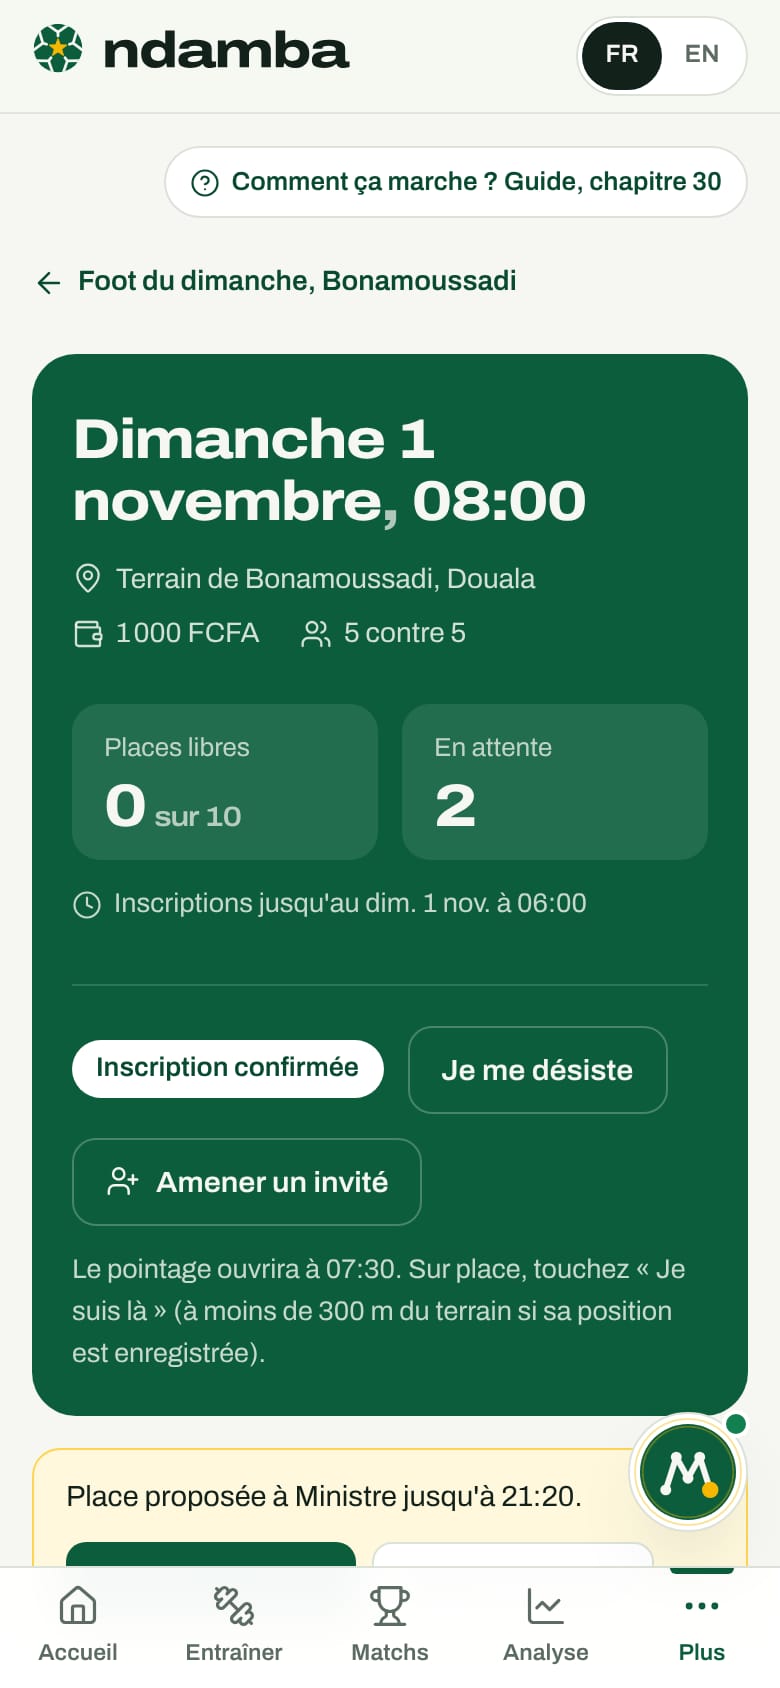 ndamba
FR EN
Comment ça marche ? Guide, chapitre 30
Foot du dimanche, Bonamoussadi
Dimanche 1
novembre, 08:00
Terrain de Bonamoussadi, Douala
1000 FCFA 5 contre 5
Places libres
0 sur 10
En attente
2
Inscriptions jusqu'au dim. 1 nov. à 06:00
Inscription confirmée
Je me désiste
Amener un invité
Le pointage ouvrira à 07:30. Sur place, touchez « Je
suis là » (à moins de 300 m du terrain si sa position
est enregistrée).
Place proposée à Ministre jusqu'à 21:20.
M
Accueil Entraîner Matchs Analyse Plus